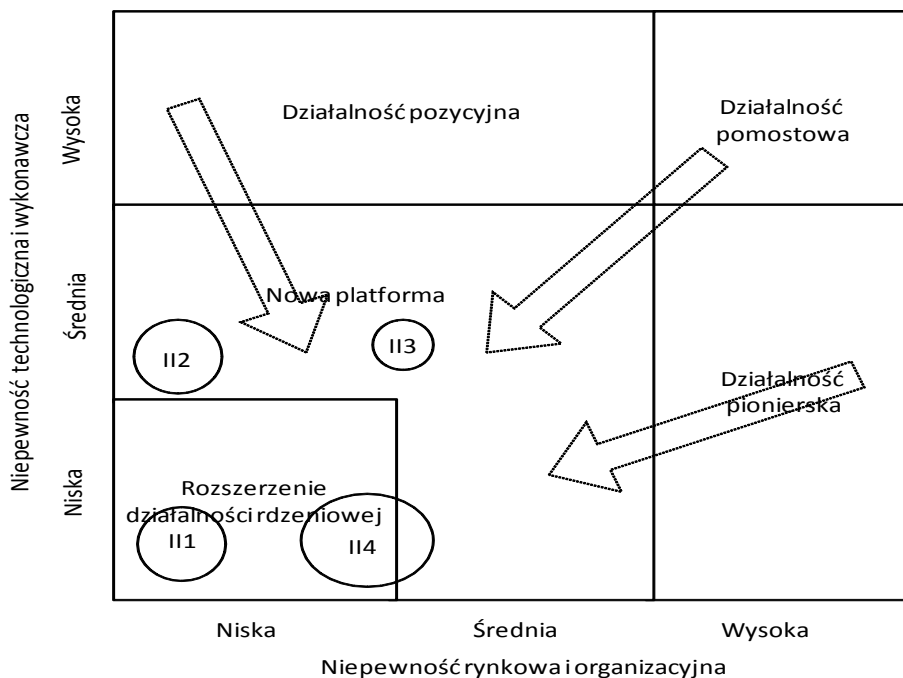 Niepewność technologiczna i wykonawcza
Wysoka
Średnia
Niska
Działalność pozycyjna
Działalność
pomostowa
Nowa platforma
II2
II3
Działalność
pionierska
Rozszerzenie
działalności rdzeniowej
II1
II4
Niska
Średnia
Wysoka
Niepewność rynkowa i organizacyjna